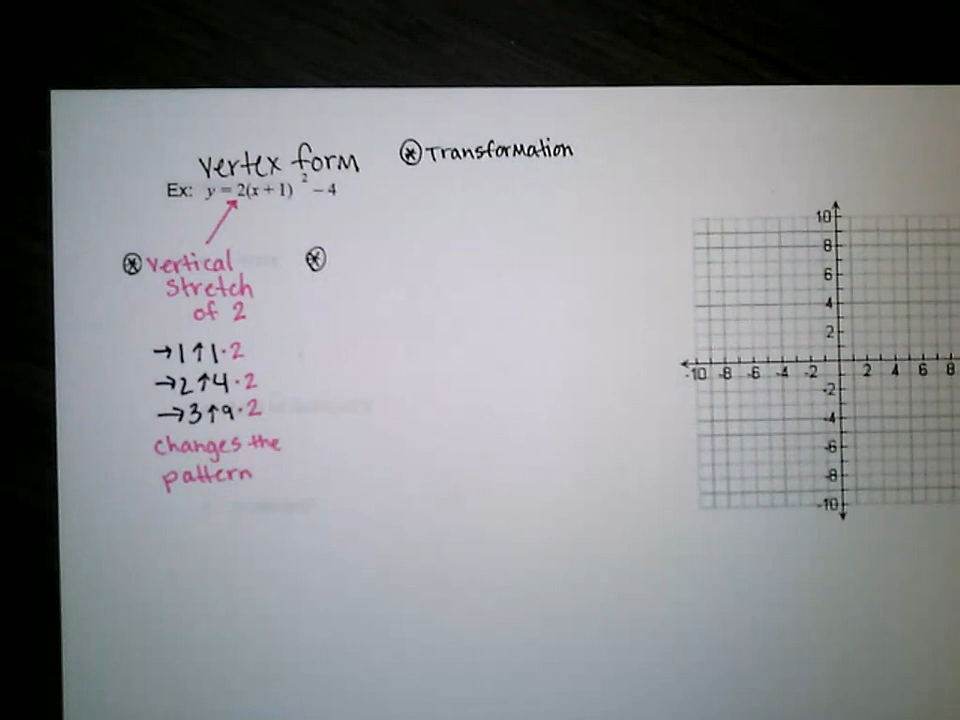 vertex form
⊛ Transformation
Ex: y = 2(x + 1)² – 4
⊛ vertical
stretch
of 2
⊛
→1↑1·2
→2↑4·2
→3↑9·2
changes the
pattern
10
8
6
4
2
-10 -8 -6 -4 -2 2 4 6 8
-2
-4
-6
-8
-10